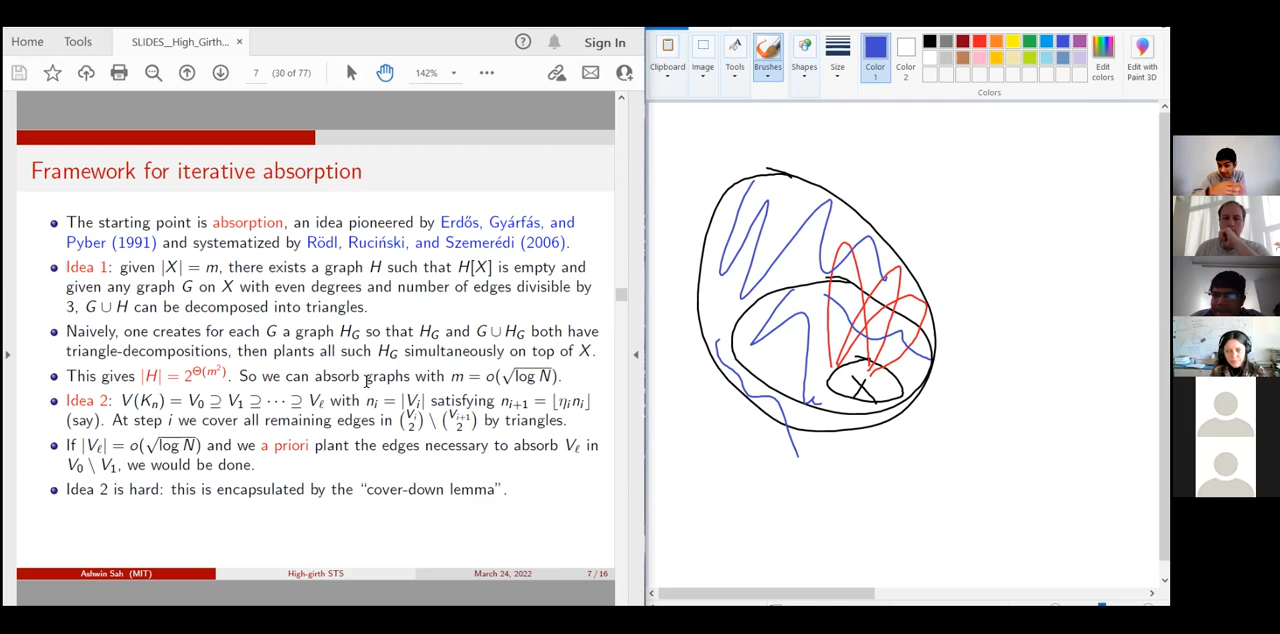 Home Tools SLIDES__High_Girth... × Sign In
7 (30 of 77) 142%
Framework for iterative absorption
The starting point is absorption, an idea pioneered by Erdős, Gyárfás, and
Pyber (1991) and systematized by Rödl, Ruciński, and Szemerédi (2006).
Idea 1: given |X| = m, there exists a graph H such that H[X] is empty and
given any graph G on X with even degrees and number of edges divisible by
3, G ∪ H can be decomposed into triangles.
Naively, one creates for each G a graph H_G so that H_G and G ∪ H_G both have
triangle-decompositions, then plants all such H_G simultaneously on top of X.
This gives |H| = 2^{Θ(m²)}. So we can absorb graphs with m = o(√log N).
Idea 2: V(K_n) = V_0 ⊇ V_1 ⊇ ⋯ ⊇ V_ℓ with n_i = |V_i| satisfying n_{i+1} = ⌊η_i n_i⌋
(say). At step i we cover all remaining edges in (V_i 2) \ (V_{i+1} 2) by triangles.
If |V_ℓ| = o(√log N) and we a priori plant the edges necessary to absorb V_ℓ in
V_0 \ V_1, we would be done.
Idea 2 is hard: this is encapsulated by the “cover-down lemma”.
Ashwin Sah (MIT) High-girth STS March 24, 2022 7 / 16
Clipboard Image Tools Brushes Shapes Size Color 1 Color 2 Edit colors Edit with Paint 3D
Colors
X